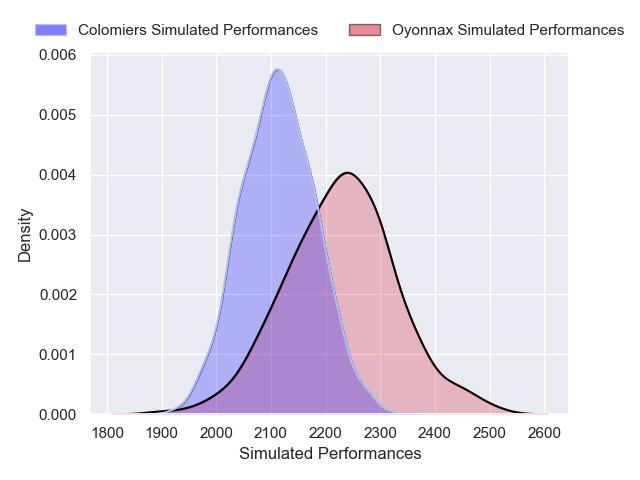 Colomiers Simulated Performances
Oyonnax Simulated Performances
0.006
0.005
0.004
0.003
0.002
0.001
0.000
Density
1800 1900 2000 2100 2200 2300 2400 2500 2600
Simulated Performances